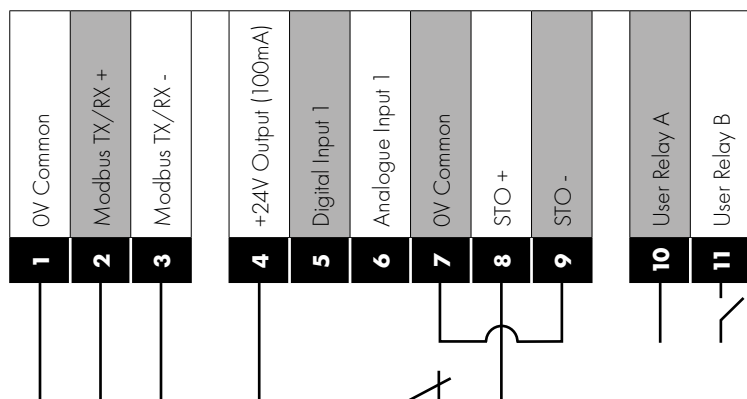 0V Common
Modbus TX/RX +
Modbus TX/RX -
+24V Output (100mA)
Digital Input 1
Analogue Input 1
0V Common
STO +
STO -
User Relay A
User Relay B
1
2
3
4
5
6
7
8
9
10
11